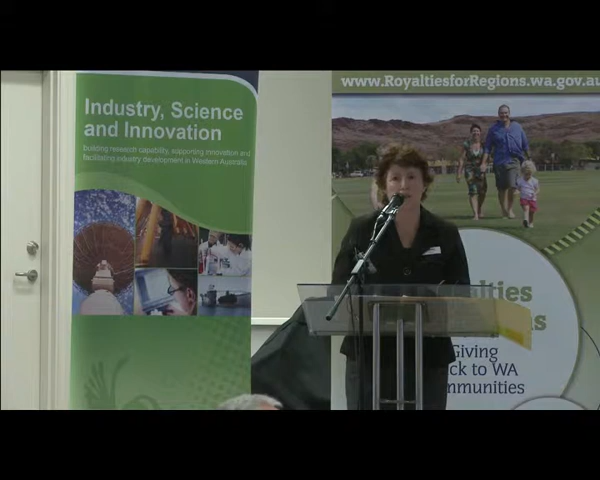 www.RoyaltiesforRegions.wa.gov.au
Industry, Science
and Innovation
building research capability, supporting innovation and
facilitating industry development in Western Australia
Giving
ck to WA
mmunities